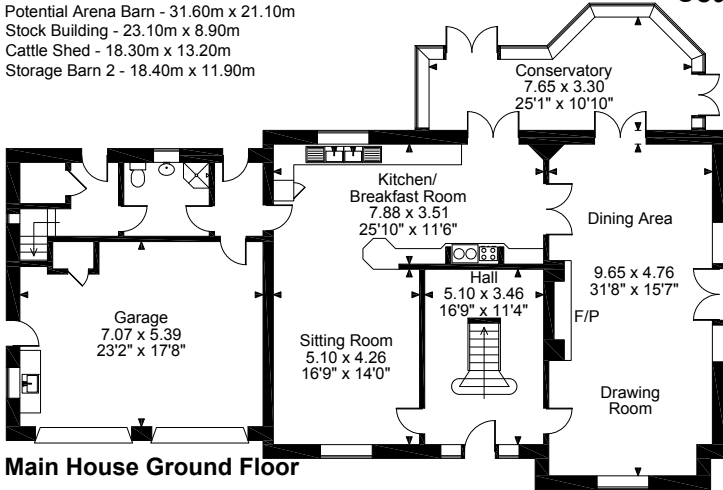 Potential Arena Barn - 31.60m x 21.10m
Stock Building - 23.10m x 8.90m
Cattle Shed - 18.30m x 13.20m
Storage Barn 2 - 18.40m x 11.90m
Conservatory
7.65 x 3.30
25'1" x 10'10"
Kitchen/
Breakfast Room
7.88 x 3.51
25'10" x 11'6"
Dining Area
9.65 x 4.76
31'8" x 15'7"
F/P
Drawing
Room
Hall
5.10 x 3.46
16'9" x 11'4"
Sitting Room
5.10 x 4.26
16'9" x 14'0"
Garage
7.07 x 5.39
23'2" x 17'8"
Main House Ground Floor